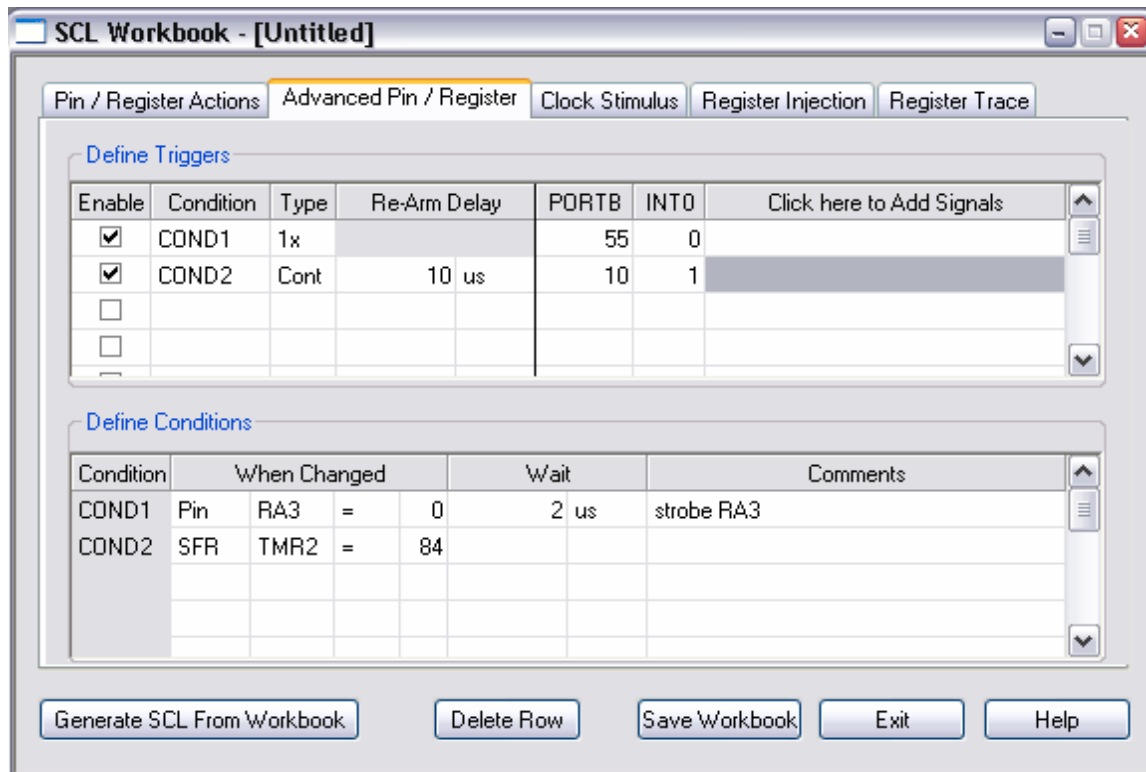 SCL Workbook - [Untitled]
Pin / Register Actions Advanced Pin / Register Clock Stimulus Register Injection Register Trace
Define Triggers
Enable Condition Type Re-Arm Delay PORTB INT0 Click here to Add Signals
COND1 1x 55 0
COND2 Cont 10 us 10 1
Define Conditions
Condition When Changed Wait Comments
COND1 Pin RA3 = 0 2 us strobe RA3
COND2 SFR TMR2 = 84
Generate SCL From Workbook Delete Row Save Workbook Exit Help